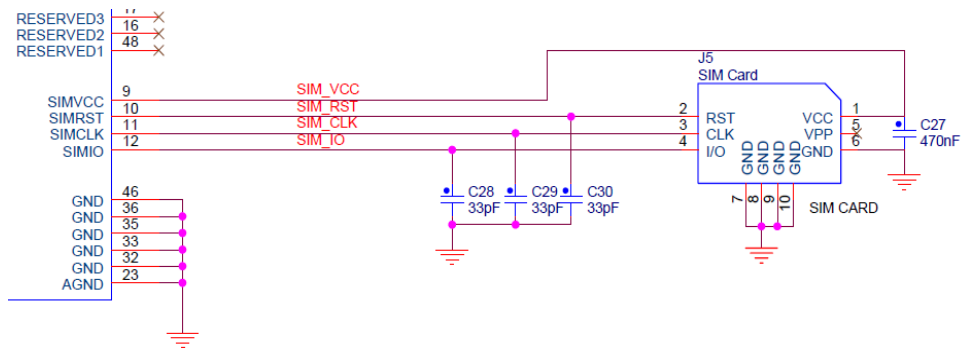 17
RESERVED3
16
RESERVED2
48
RESERVED1
9
SIMVCC
SIM_VCC
10
SIMRST
SIM_RST
11
SIMCLK
SIM_CLK
12
SIMIO
SIM_IO
46
GND
36
GND
35
GND
33
GND
32
GND
23
AGND
C28
33pF
C29
33pF
C30
33pF
J5
SIM Card
2 RST VCC 1
3 CLK VPP 5
4 I/O GND 6
GND
GND
GND
GND
7
8
9
10
SIM CARD
C27
470nF